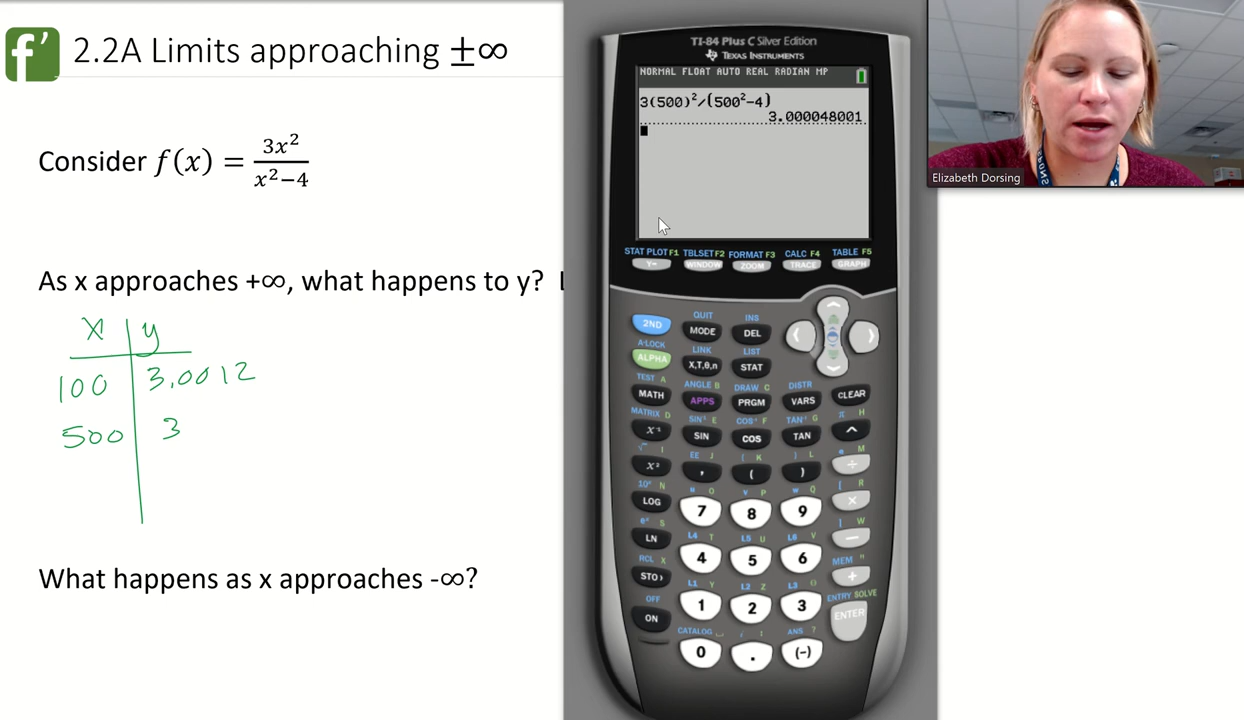 f'
2.2A Limits approaching ±∞
Consider f(x) = 3x²/x²−4
As x approaches +∞, what happens to y?
x y
100 3.0012
500 3
What happens as x approaches -∞?
TI-84 Plus C Silver Edition
TEXAS INSTRUMENTS
NORMAL FLOAT AUTO REAL RADIAN MP
3(500)²/(500²-4)
3.000048001
STAT PLOT F1 TBLSET F2 FORMAT F3 CALC F4 TABLE F5
Y= WINDOW ZOOM TRACE GRAPH
QUIT INS
2ND MODE DEL
A-LOCK LINK LIST
ALPHA X,T,θ,n STAT
TEST A ANGLE B DRAW C DISTR
MATH APPS PRGM VARS CLEAR
MATRIX D SIN⁻¹ E COS⁻¹ F TAN⁻¹ G π H
x⁻¹ SIN COS TAN ^
√ I EE J { K } L e M
x² , ( ) ÷
10ˣ N u O v P w Q [ R
LOG 7 8 9 ×
eˣ S L4 T L5 U L6 V ] W
LN 4 5 6 −
RCL X L1 Y L2 Z L3 θ MEM "
STO› 1 2 3 +
OFF CATALOG ␣ i : ANS ? ENTRY SOLVE
ON 0 . (-) ENTER
Elizabeth Dorsing